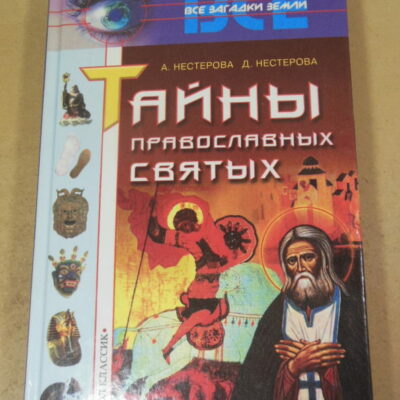 ВСЕ ЗАГАДКИ ЗЕМЛИ
ВСЕ
А. НЕСТЕРОВА Д. НЕСТЕРОВА
ТАЙНЫ
ПРАВОСЛАВНЫХ
СВЯТЫХ
КЛАССИК•